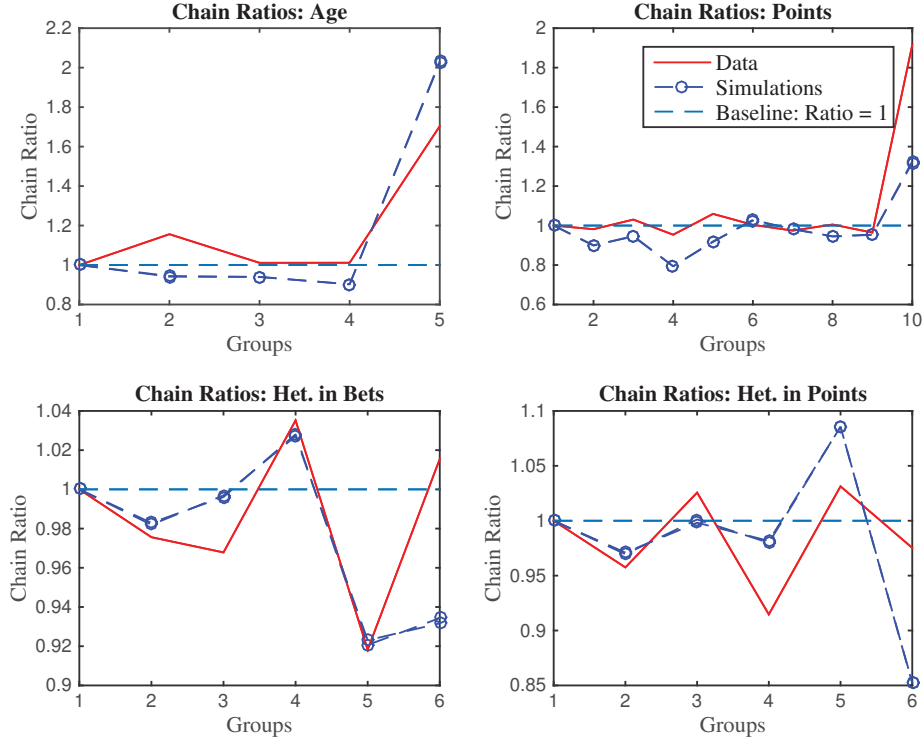 Chain Ratios: Age
2.2
2
1.8
1.6
1.4
1.2
1
0.8
Chain Ratio
1 2 3 4 5
Groups
Chain Ratios: Points
2
1.8
1.6
1.4
1.2
1
0.8
0.6
Chain Ratio
2 4 6 8 10
Groups
Data
Simulations
Baseline: Ratio = 1
Chain Ratios: Het. in Bets
1.04
1.02
1
0.98
0.96
0.94
0.92
0.9
Chain Ratio
1 2 3 4 5 6
Groups
Chain Ratios: Het. in Points
1.1
1.05
1
0.95
0.9
0.85
Chain Ratio
1 2 3 4 5 6
Groups